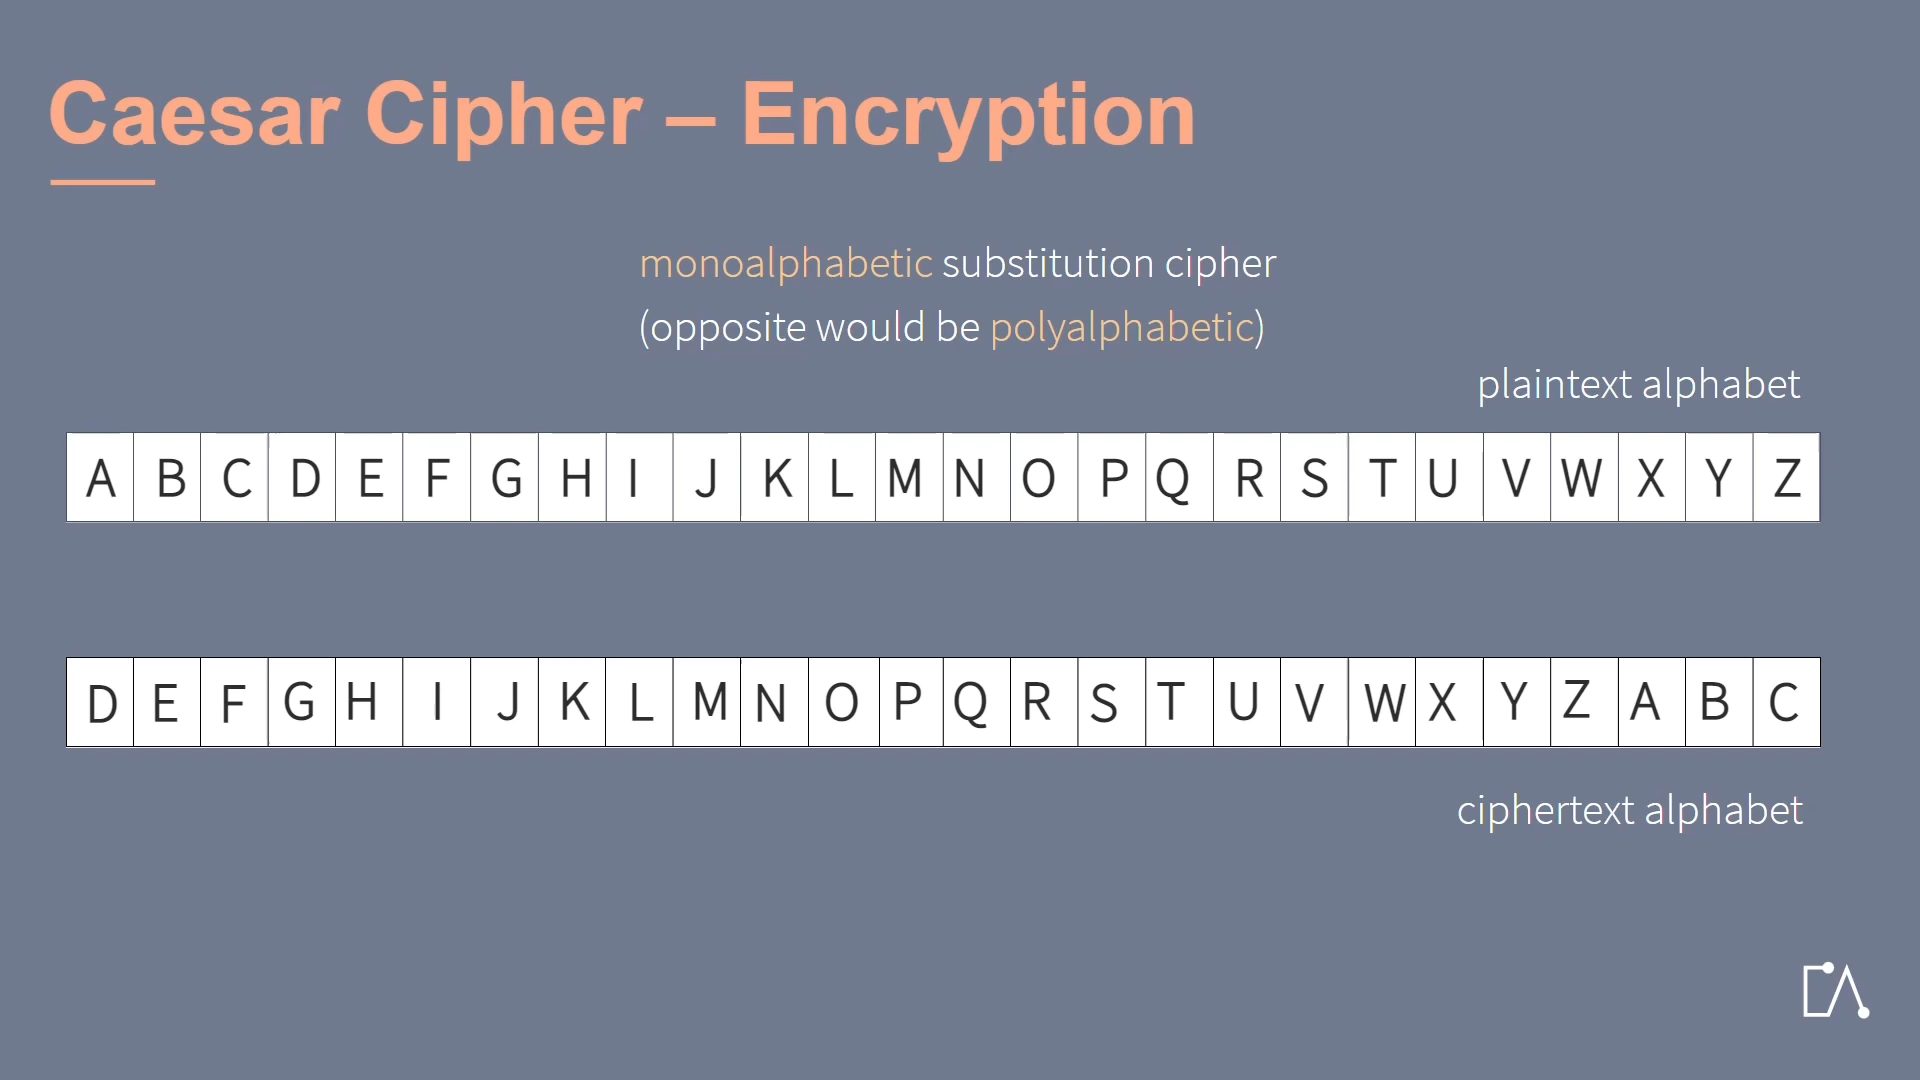 Caesar Cipher – Encryption
monoalphabetic substitution cipher
(opposite would be polyalphabetic)
plaintext alphabet
A B C D E F G H I J K L M N O P Q R S T U V W X Y Z
D E F G H I J K L M N O P Q R S T U V W X Y Z A B C
ciphertext alphabet